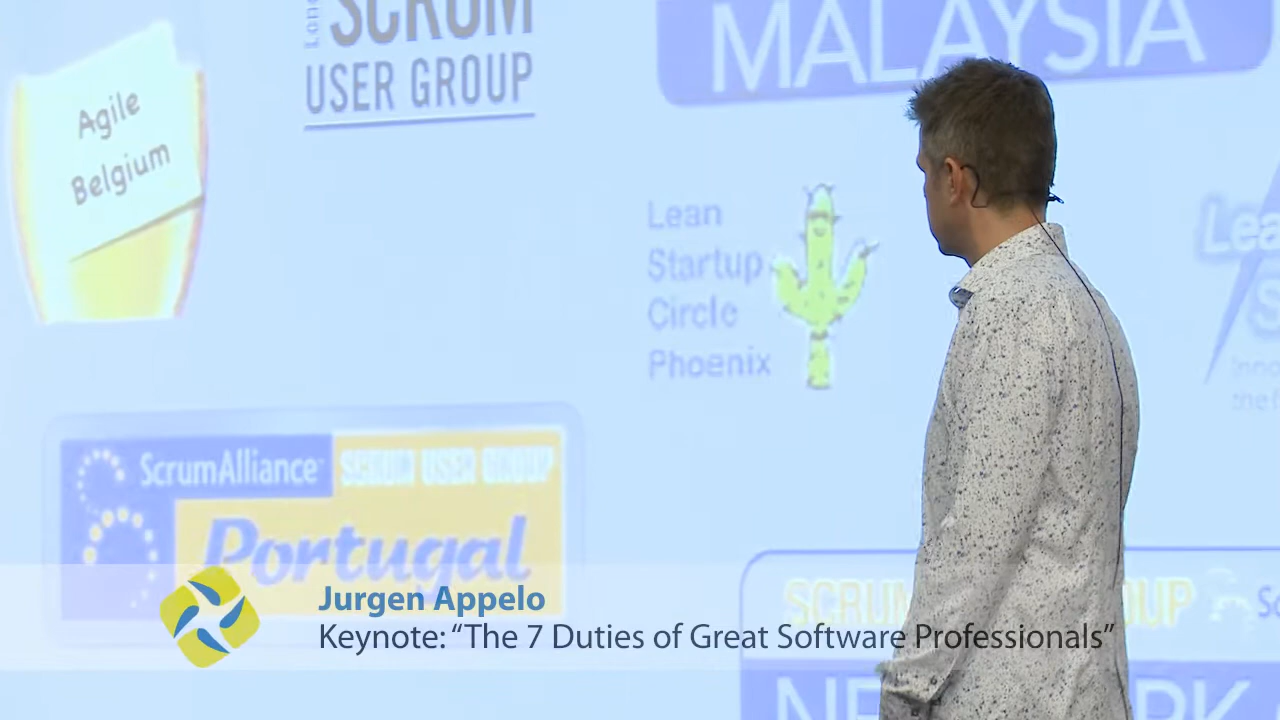 SCRUM
USER GROUP
MALAYSIA
Agile
Belgium
Lean
Startup
Circle
Phoenix
Lea
S
ScrumAlliance
SCRUM USER GROUP
Portugal
Jurgen Appelo
Keynote: “The 7 Duties of Great Software Professionals”